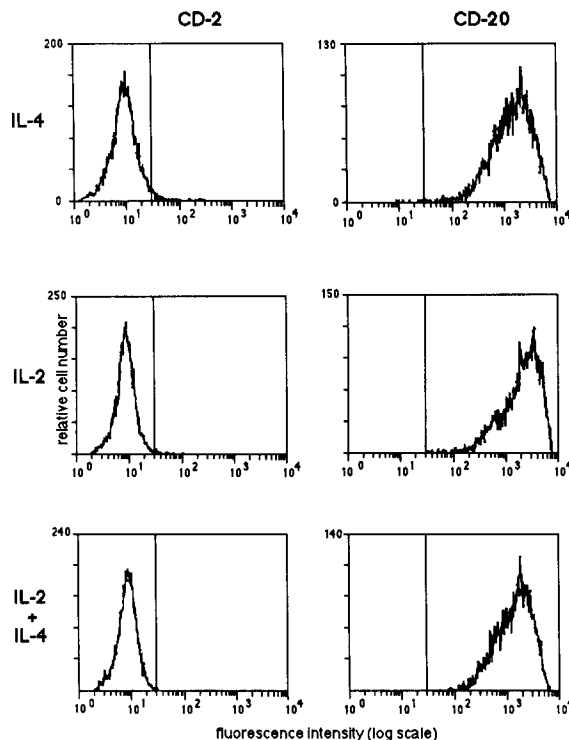 CD-2 CD-20
200 130
IL-4
0 0
10^0 10^1 10^2 10^3 10^4 10^0 10^1 10^2 10^3 10^4
250 150
IL-2
relative cell number
10^0 10^1 10^2 10^3 10^4 10^0 10^1 10^2 10^3 10^4
240 140
IL-2
+
IL-4
10^0 10^1 10^2 10^3 10^4 10^0 10^1 10^2 10^3 10^4
fluorescence intensity (log scale)